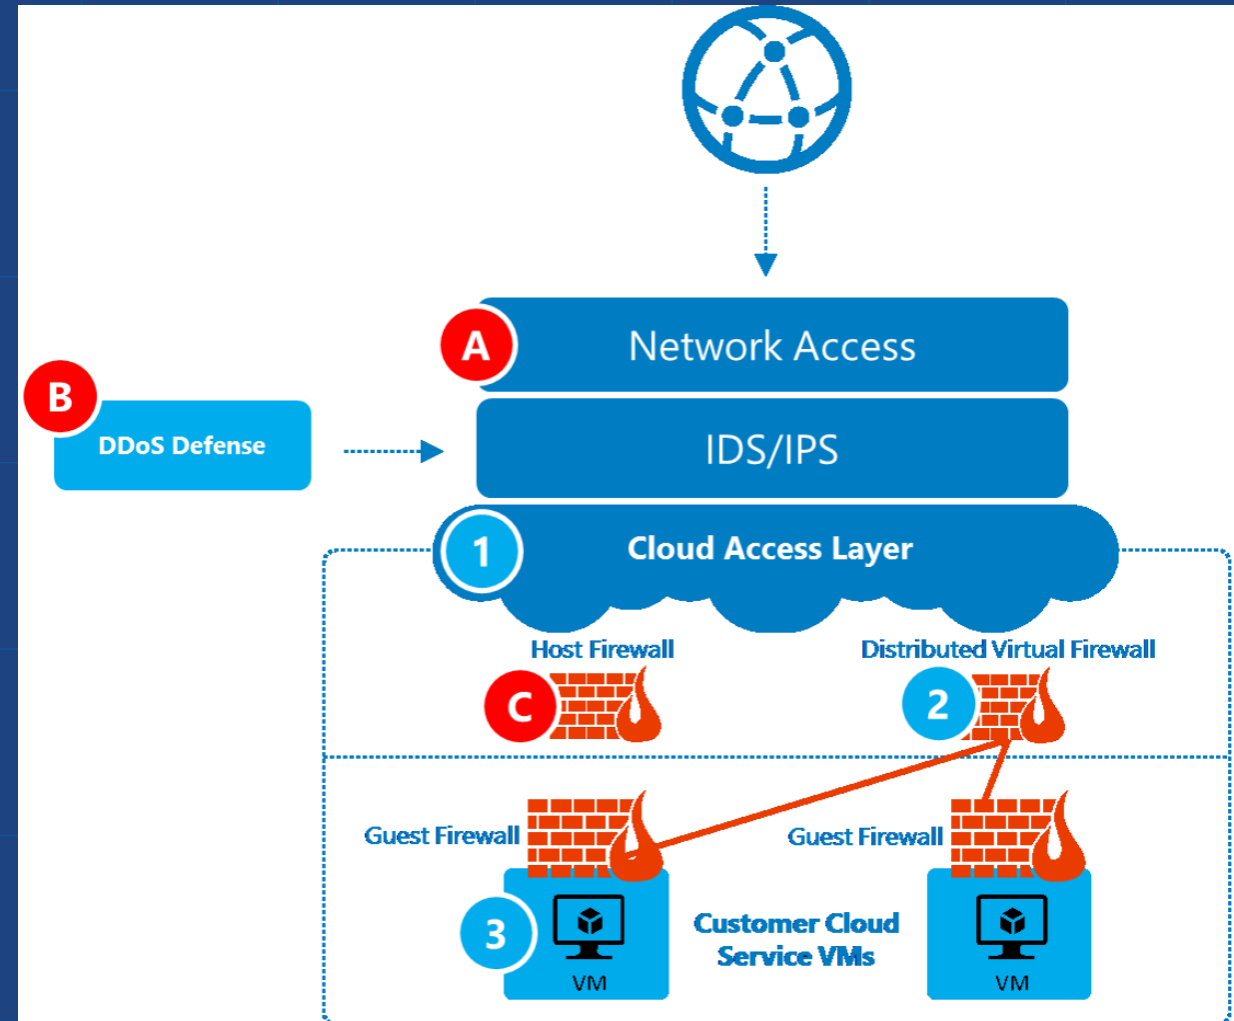 A
Network Access
B
DDoS Defense
IDS/IPS
1
Cloud Access Layer
Host Firewall
Distributed Virtual Firewall
C
2
Guest Firewall
Guest Firewall
3
Customer Cloud
Service VMs
VM
VM